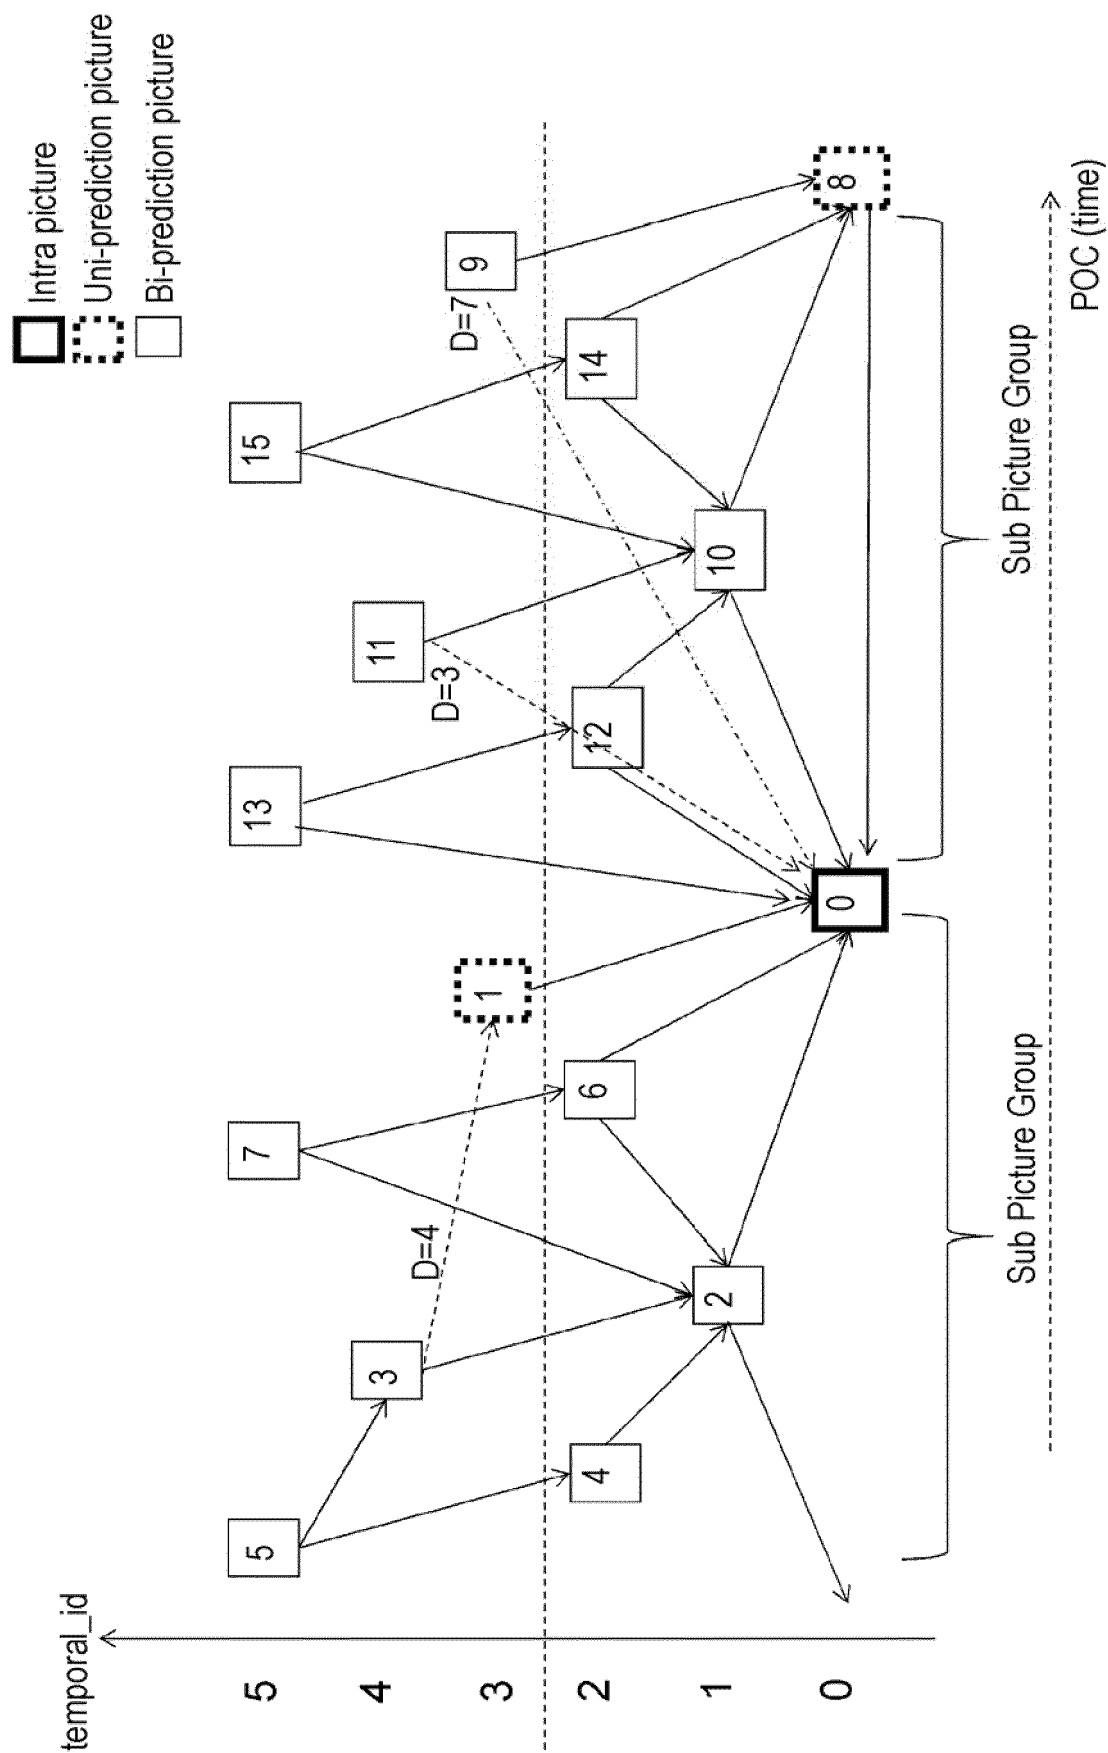 temporal_id
5
4
3
2
1
0
Intra picture
Uni-prediction picture
Bi-prediction picture
5
7
13
15
3
11
D=4
D=3
D=7
1
9
4
6
12
14
2
10
0
8
Sub Picture Group
Sub Picture Group
POC (time)